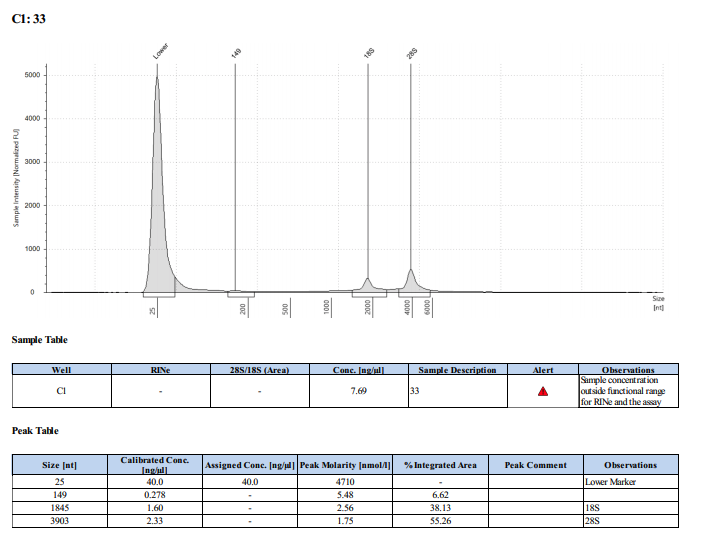 C1: 33
Lower
149
18S
28S
5000
4000
3000
2000
1000
0
Sample Intensity [Normalized FU]
25
200
500
1000
2000
4000
6000
Size
[nt]
Sample Table
Well RINe 28S/18S (Area) Conc. [ng/µl] Sample Description Alert Observations
C1 - - 7.69 33 Sample concentration
outside functional range
for RINe and the assay
Peak Table
Size [nt] Calibrated Conc. [ng/µl] Assigned Conc. [ng/µl] Peak Molarity [nmol/l] % Integrated Area Peak Comment Observations
25 40.0 40.0 4710 - Lower Marker
149 0.278 - 5.48 6.62
1845 1.60 - 2.56 38.13 18S
3903 2.33 - 1.75 55.26 28S